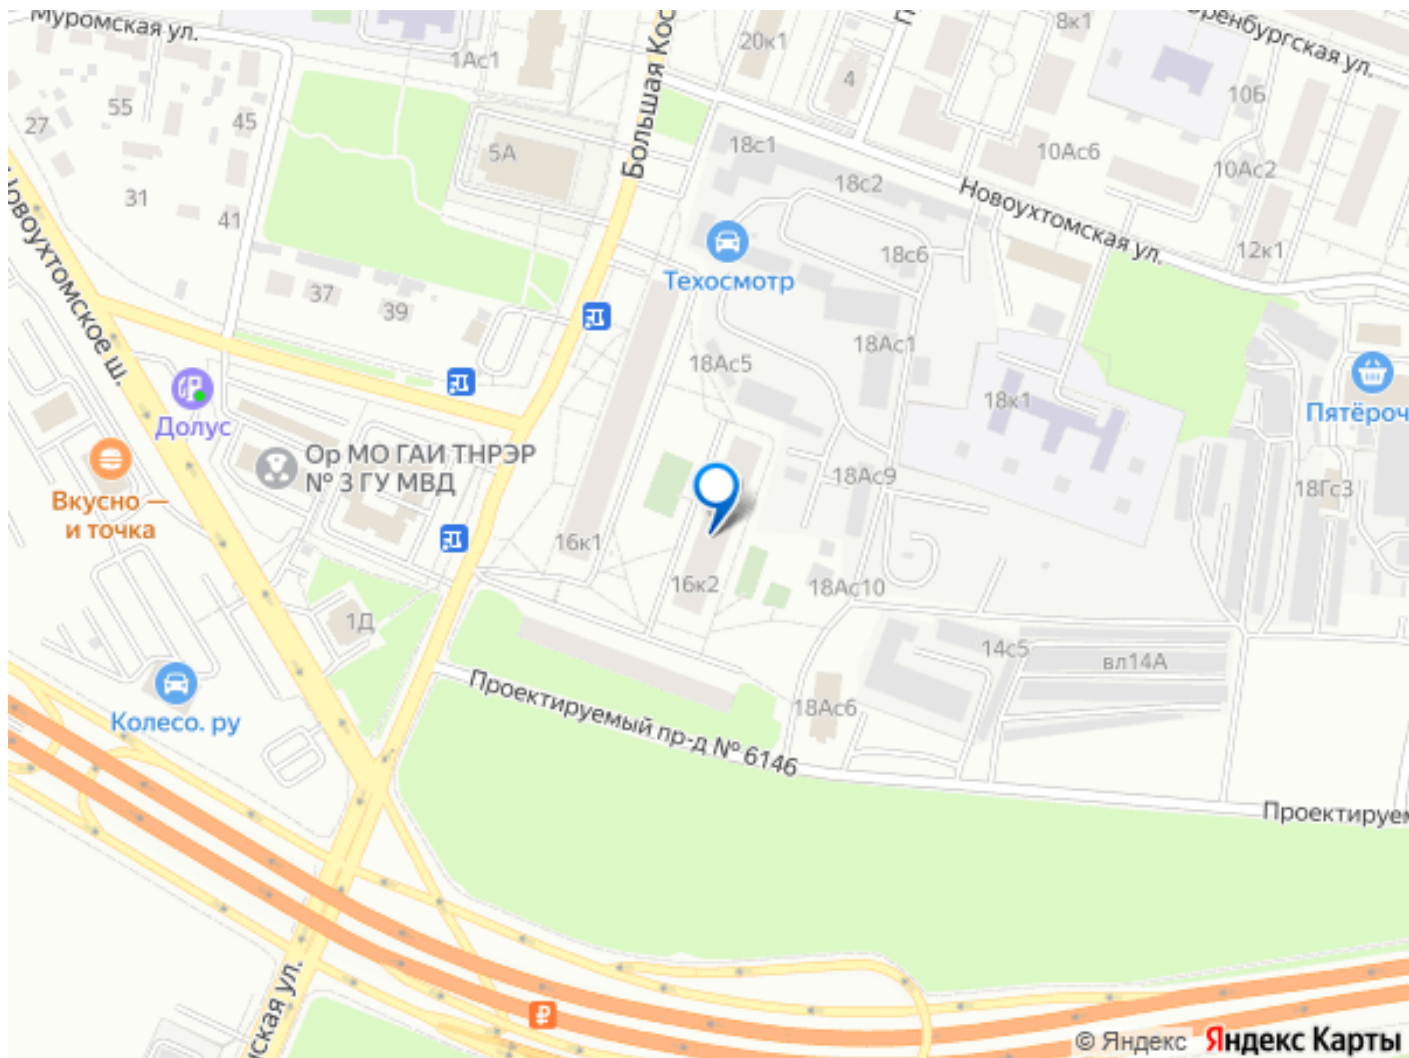 Муромская ул.
1Ас1
Большая Кос
20к1
4
8к1
Оренбургская ул.
10Б
27
55
45
5А
18с1
10Ас6
10Ас2
18с2
31
41
Новоухтомская ул.
12к1
Новоухтомское ш.
18с6
Техосмотр
37
39
18Ас1
18Ас5
18к1
Пятёроч
Долус
Ор МО ГАИ ТНРЭР
№ 3 ГУ МВД
18Ас9
18Гс3
Вкусно —
и точка
16к1
16к2
18Ас10
1Д
14с5
вл14А
Проектируемый пр-д № 6146
18Ас6
Колесо. ру
Проектируем
нская ул.
₽
© Яндекс Яндекс Карты